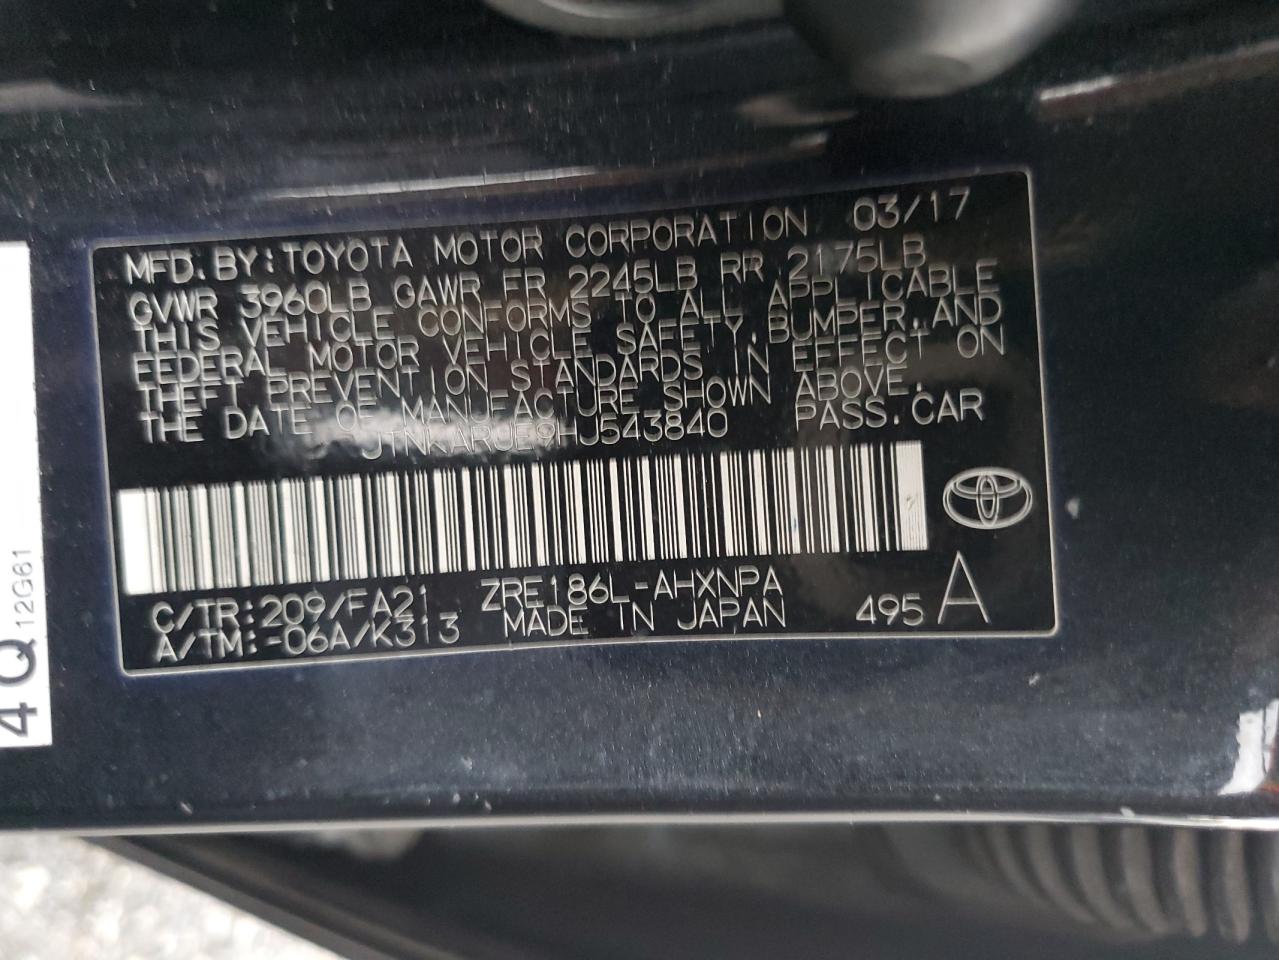 MFD.BY:TOYOTA MOTOR CORPORATION 03/17
GVWR 3960LB GAWR FR 2245LB RR 2175LB
THIS VEHICLE CONFORMS TO ALL APPLICABLE
FEDERAL MOTOR VEHICLE SAFETY,BUMPER,AND
THEFT PREVENTION STANDARDS IN EFFECT ON
THE DATE OF MANUFACTURE SHOWN ABOVE.
JTNKARJE9HJ543840 PASS.CAR
C/TR:209/FA21 ZRE186L-AHXNPA
A/TM:-06A/K313 MADE IN JAPAN 495 A
4Q 12G61